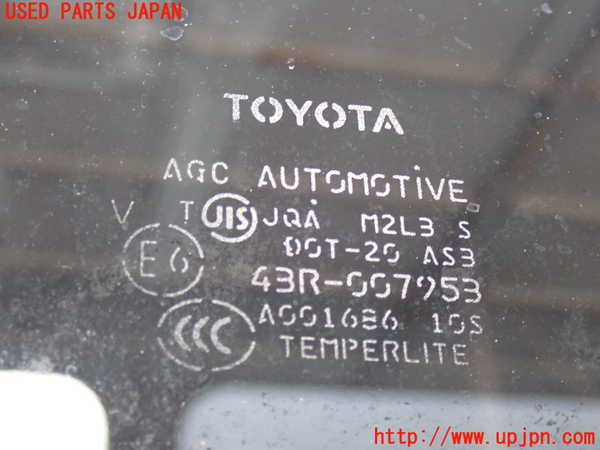 USED PARTS JAPAN
TOYOTA
AGC AUTOMOTIVE
V T JIS JQA M2L3 S
DOT-20 AS3
E6 43R-007953
CCC A001686 10S
TEMPERLITE
http://www.upjpn.com/